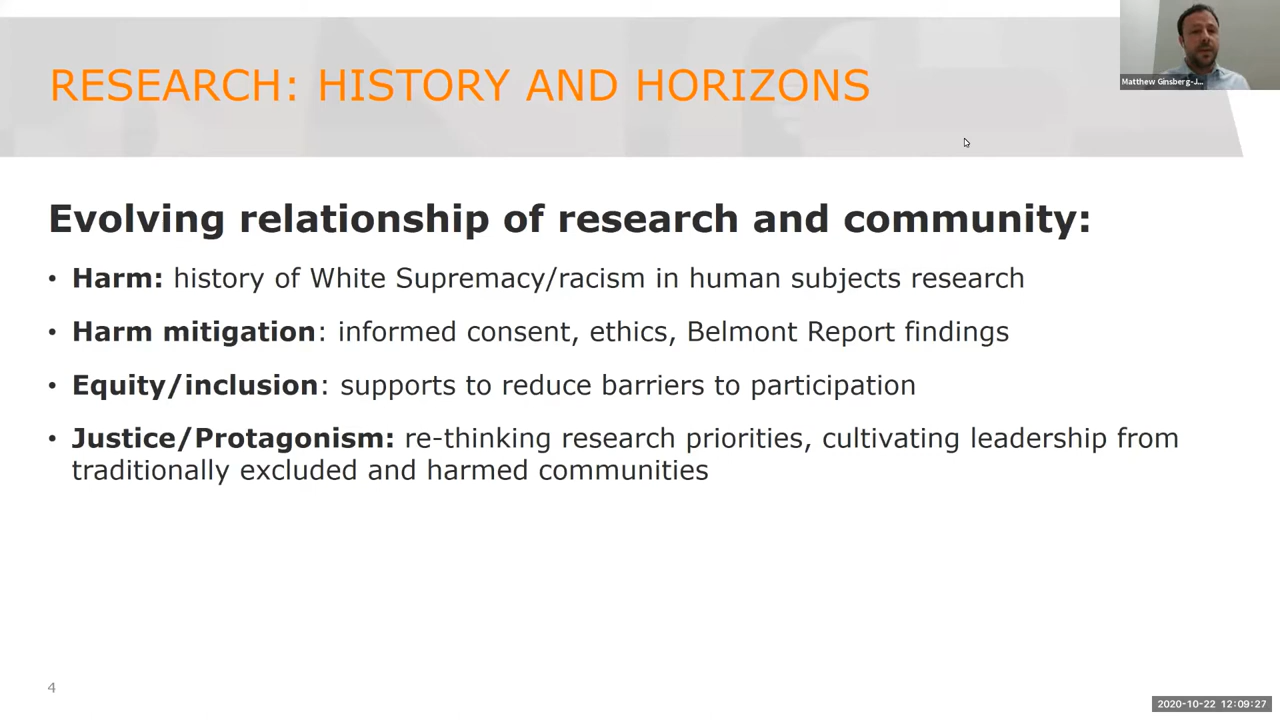 RESEARCH: HISTORY AND HORIZONS
Matthew Ginsberg-J...
Evolving relationship of research and community:
• Harm: history of White Supremacy/racism in human subjects research
• Harm mitigation: informed consent, ethics, Belmont Report findings
• Equity/inclusion: supports to reduce barriers to participation
• Justice/Protagonism: re-thinking research priorities, cultivating leadership from
traditionally excluded and harmed communities
4
2020-10-22 12:09:27